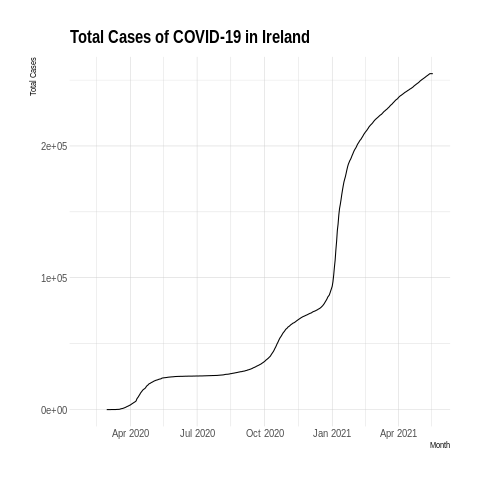 Total Cases of COVID-19 in Ireland
Total Cases
2e+05
1e+05
0e+00
Apr 2020 Jul 2020 Oct 2020 Jan 2021 Apr 2021
Month